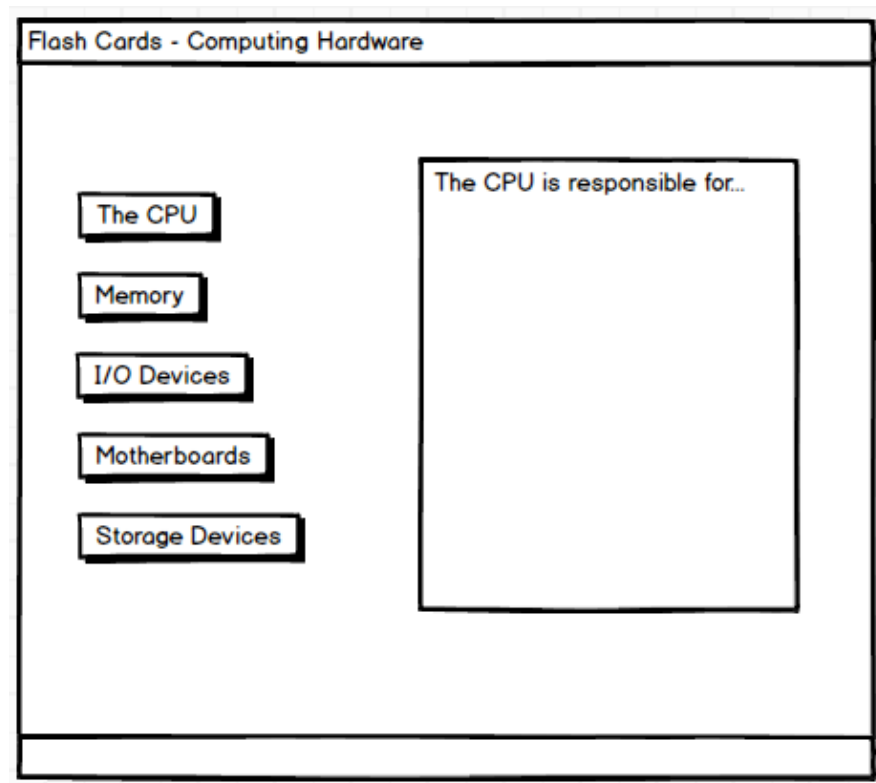 Flash Cards - Computing Hardware
The CPU
Memory
I/O Devices
Motherboards
Storage Devices
The CPU is responsible for...